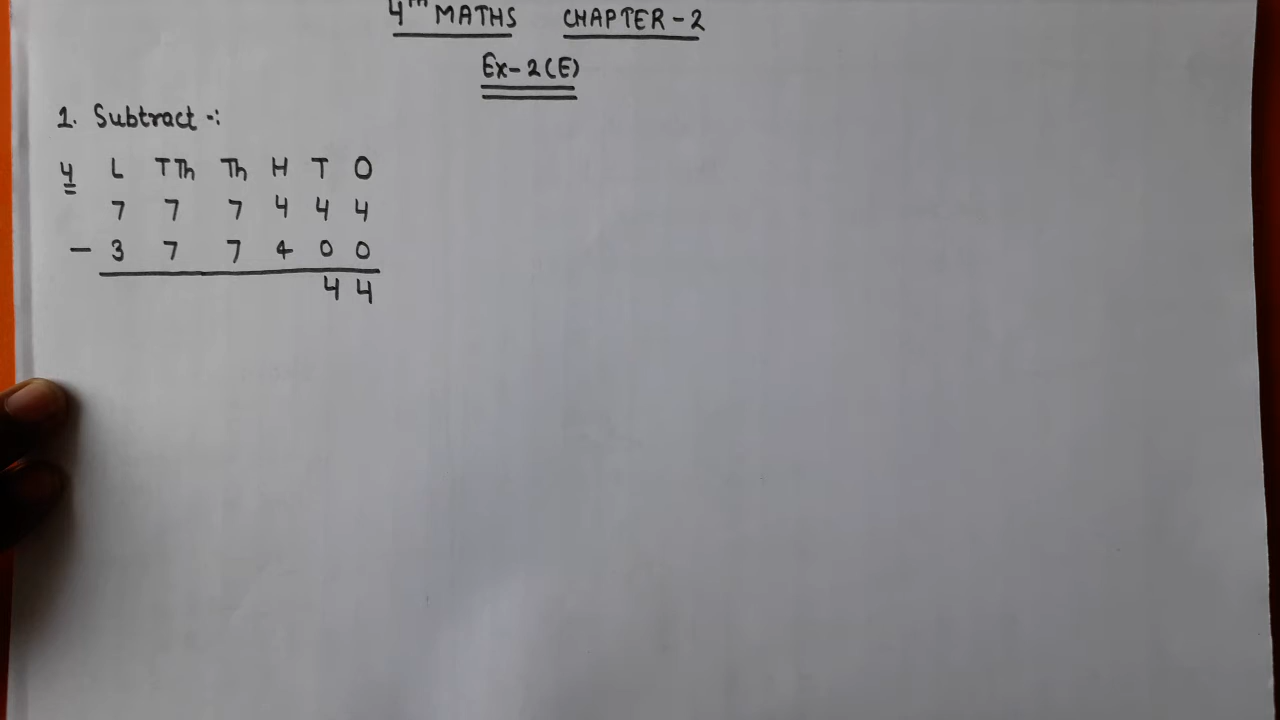 4th MATHS CHAPTER-2
Ex-2(E)
1. Subtract -:
4 L T Th Th H T O
7 7 7 4 4 4
- 3 7 7 4 0 0
4 4